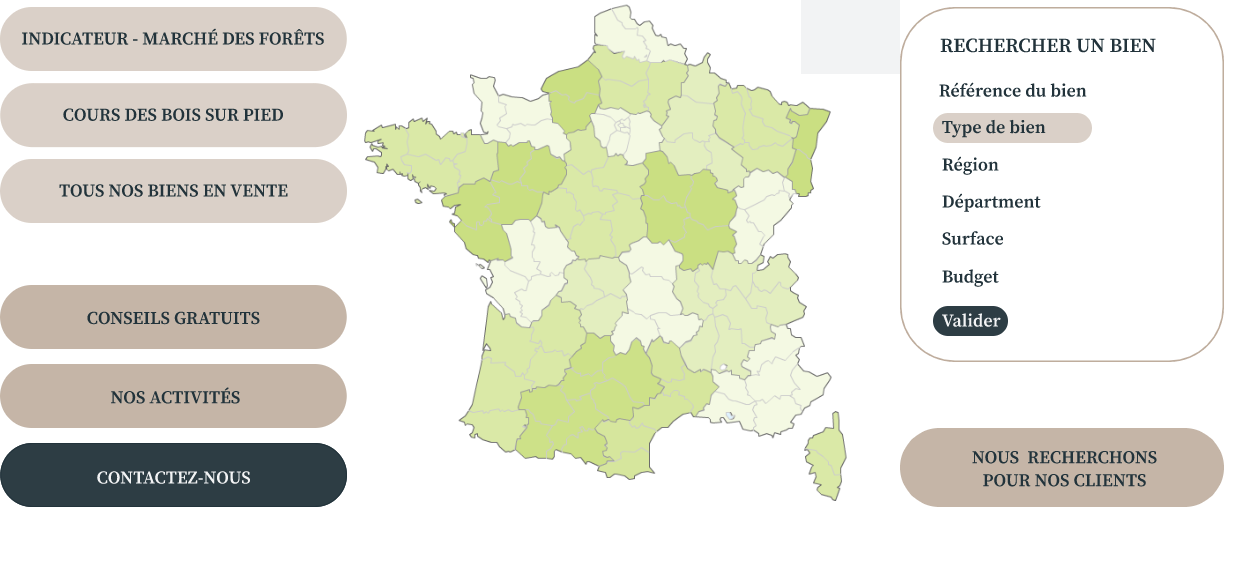 INDICATEUR - MARCHÉ DES FORÊTS
COURS DES BOIS SUR PIED
TOUS NOS BIENS EN VENTE
CONSEILS GRATUITS
NOS ACTIVITÉS
CONTACTEZ-NOUS
RECHERCHER UN BIEN
Référence du bien
Type de bien
Région
Départment
Surface
Budget
Valider
NOUS RECHERCHONS
POUR NOS CLIENTS